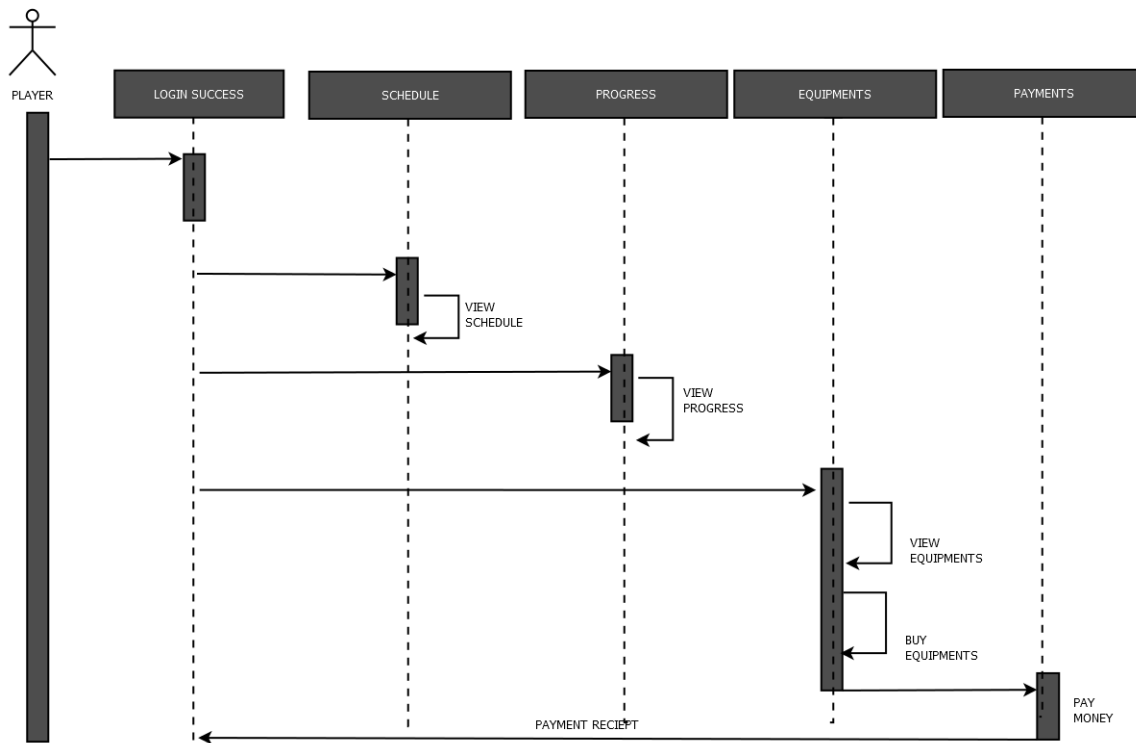 PLAYER
LOGIN SUCCESS
SCHEDULE
PROGRESS
EQUIPMENTS
PAYMENTS
VIEW
SCHEDULE
VIEW
PROGRESS
VIEW
EQUIPMENTS
BUY
EQUIPMENTS
PAY
MONEY
PAYMENT RECIEPT